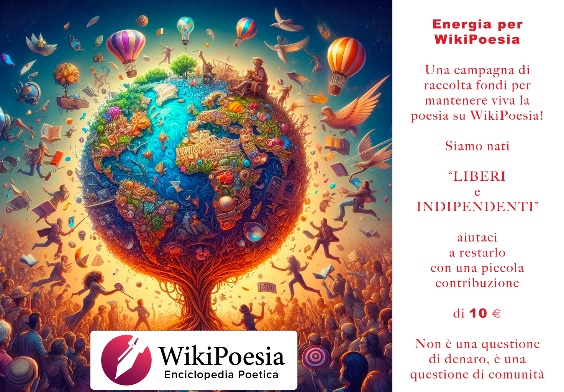 Energia per
WikiPoesia
Una campagna di
raccolta fondi per
mantenere viva la
poesia su WikiPoesia!
Siamo nati
“LIBERI
e
INDIPENDENTI”
aiutaci
a restarlo
con una piccola
contribuzione
di 10 €
Non è una questione
di denaro, è una
questione di comunità
WikiPoesia
Enciclopedia Poetica